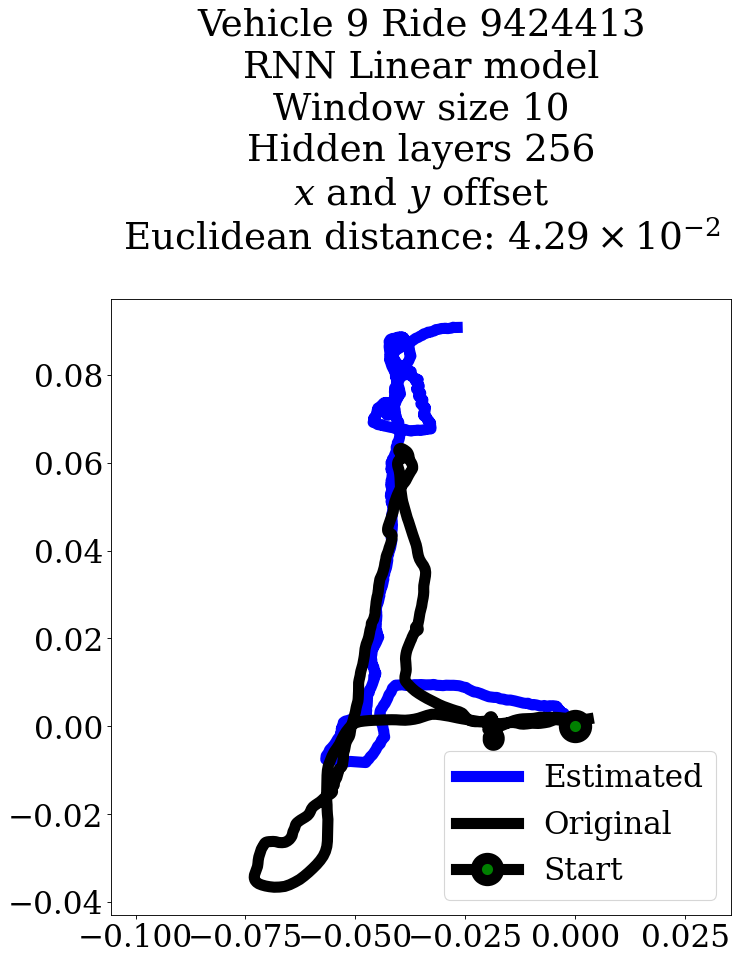 Vehicle 9 Ride 9424413
RNN Linear model
Window size 10
Hidden layers 256
x and y offset
Euclidean distance: 4.29 × 10⁻²
0.08
0.06
0.04
0.02
0.00
−0.02
−0.04
Estimated
Original
Start
−0.100 −0.075 −0.050 −0.025 0.000 0.025